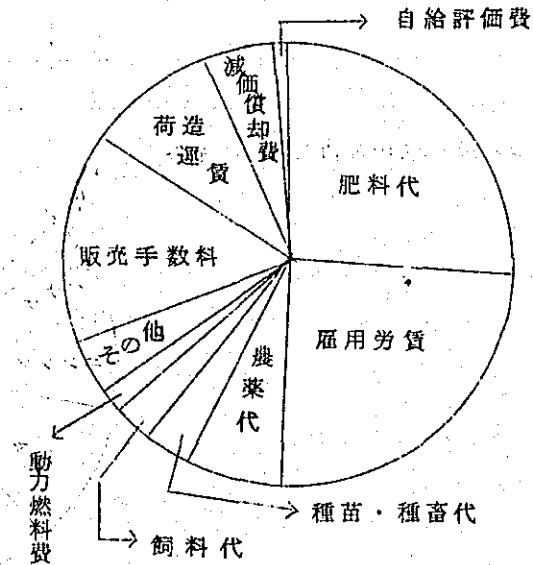 自給評価費
減価償却費
荷造運賃
肥料代
販売手数料
雇用労賃
その他
農薬代
動力燃料費
種苗・種畜代
飼料代